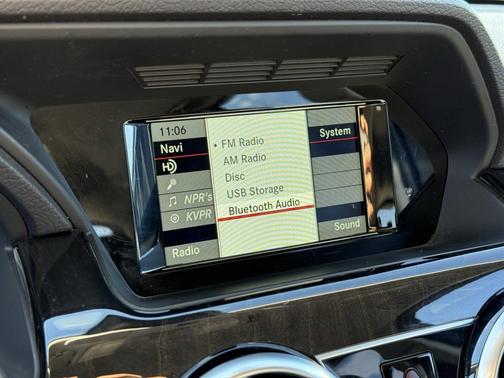 11:06
Navi
HD
NPR's
KVPR
Radio
• FM Radio
AM Radio
Disc
USB Storage
Bluetooth Audio
System
Sound